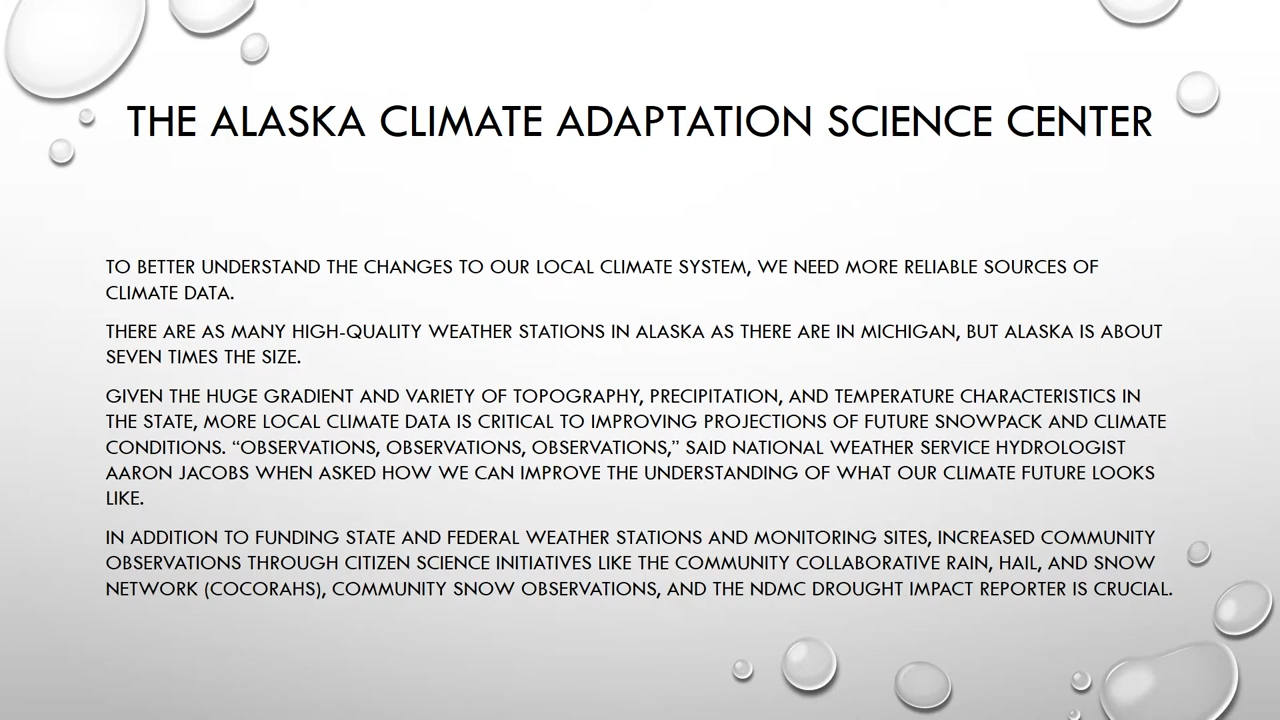 THE ALASKA CLIMATE ADAPTATION SCIENCE CENTER
TO BETTER UNDERSTAND THE CHANGES TO OUR LOCAL CLIMATE SYSTEM, WE NEED MORE RELIABLE SOURCES OF
CLIMATE DATA.
THERE ARE AS MANY HIGH-QUALITY WEATHER STATIONS IN ALASKA AS THERE ARE IN MICHIGAN, BUT ALASKA IS ABOUT
SEVEN TIMES THE SIZE.
GIVEN THE HUGE GRADIENT AND VARIETY OF TOPOGRAPHY, PRECIPITATION, AND TEMPERATURE CHARACTERISTICS IN
THE STATE, MORE LOCAL CLIMATE DATA IS CRITICAL TO IMPROVING PROJECTIONS OF FUTURE SNOWPACK AND CLIMATE
CONDITIONS. “OBSERVATIONS, OBSERVATIONS, OBSERVATIONS,” SAID NATIONAL WEATHER SERVICE HYDROLOGIST
AARON JACOBS WHEN ASKED HOW WE CAN IMPROVE THE UNDERSTANDING OF WHAT OUR CLIMATE FUTURE LOOKS
LIKE.
IN ADDITION TO FUNDING STATE AND FEDERAL WEATHER STATIONS AND MONITORING SITES, INCREASED COMMUNITY
OBSERVATIONS THROUGH CITIZEN SCIENCE INITIATIVES LIKE THE COMMUNITY COLLABORATIVE RAIN, HAIL, AND SNOW
NETWORK (COCORAHS), COMMUNITY SNOW OBSERVATIONS, AND THE NDMC DROUGHT IMPACT REPORTER IS CRUCIAL.